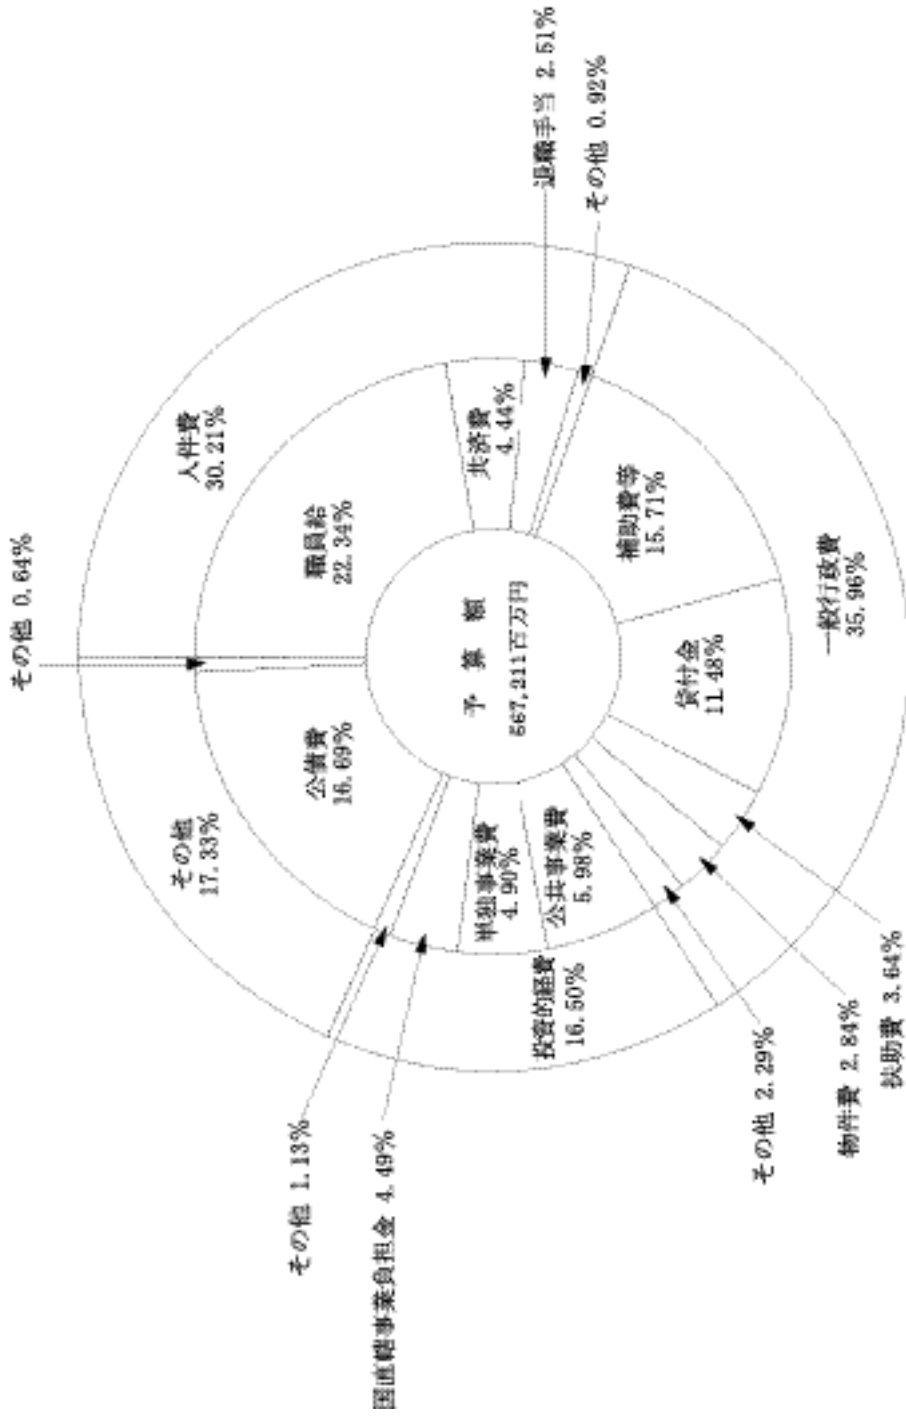 その他 0.64%
人件費
30.21%
職員給
22.34%
共済費
4.44%
退職手当 2.51%
その他 0.92%
一般行政費
35.96%
補助費等
15.71%
貸付金
11.48%
扶助費 3.64%
物件費 2.84%
その他 2.29%
投資的経費
16.50%
公共事業費
5.98%
単独事業費
4.90%
国直轄事業負担金 4.49%
その他 1.13%
その他
17.33%
公債費
16.69%
予算額
567,211百万円